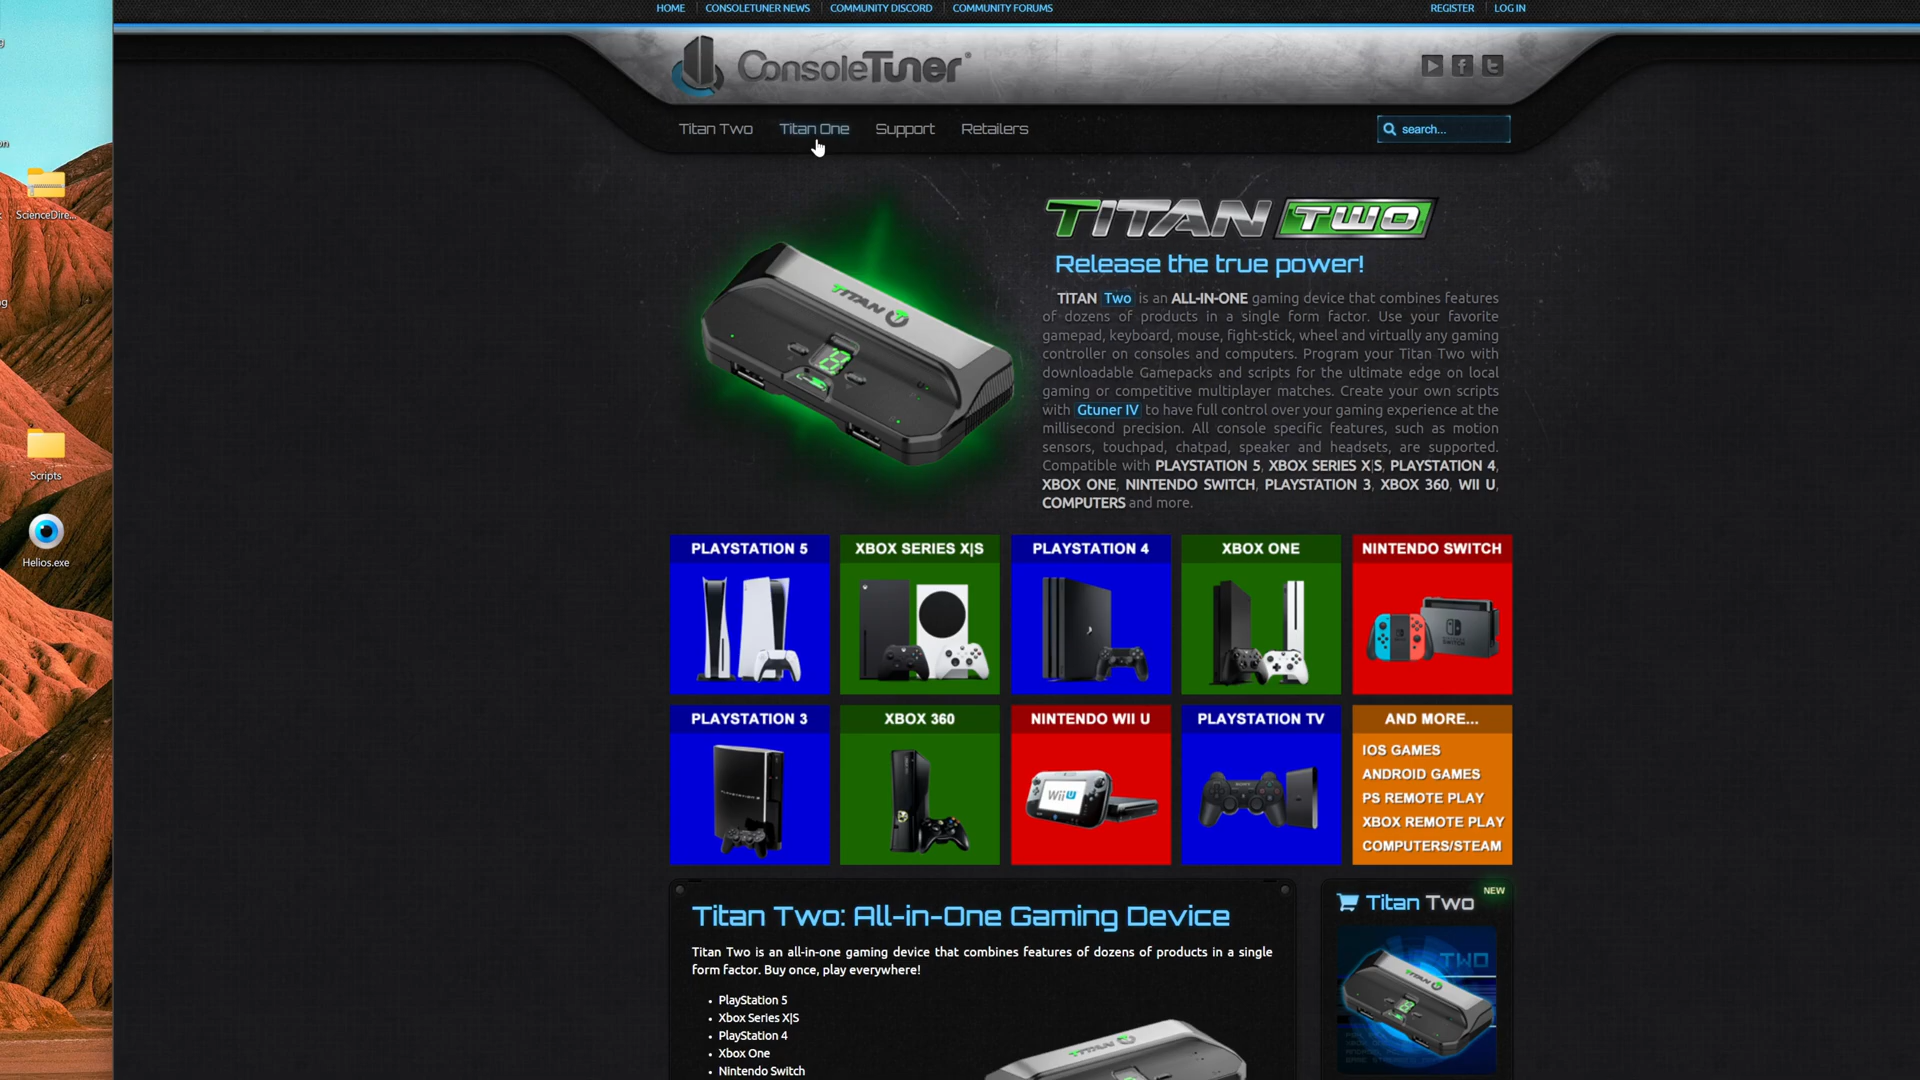 HOME
CONSOLETUNER NEWS
COMMUNITY DISCORD
COMMUNITY FORUMS
REGISTER
LOG IN
ConsoleTuner®
Titan Two
Titan One
Support
Retailers
search...
TITAN TWO
Release the true power!
TITAN Two is an ALL-IN-ONE gaming device that combines features
of dozens of products in a single form factor. Use your favorite
gamepad, keyboard, mouse, fight-stick, wheel and virtually any gaming
controller on consoles and computers. Program your Titan Two with
downloadable Gamepacks and scripts for the ultimate edge on local
gaming or competitive multiplayer matches. Create your own scripts
with Gtuner IV to have full control over your gaming experience at the
millisecond precision. All console specific features, such as motion
sensors, touchpad, chatpad, speaker and headsets, are supported.
Compatible with PLAYSTATION 5, XBOX SERIES X|S, PLAYSTATION 4,
XBOX ONE, NINTENDO SWITCH, PLAYSTATION 3, XBOX 360, WII U,
COMPUTERS and more.
TITAN
ScienceDire...
Scripts
Helios.exe
PLAYSTATION 5
XBOX SERIES X|S
PLAYSTATION 4
XBOX ONE
NINTENDO SWITCH
PLAYSTATION 3
XBOX 360
NINTENDO WII U
WiiU
PLAYSTATION TV
AND MORE...
IOS GAMES
ANDROID GAMES
PS REMOTE PLAY
XBOX REMOTE PLAY
COMPUTERS/STEAM
Titan Two: All-in-One Gaming Device
Titan Two is an all-in-one gaming device that combines features of dozens of products in a single
form factor. Buy once, play everywhere!
• PlayStation 5
• Xbox Series X|S
• PlayStation 4
• Xbox One
• Nintendo Switch
TITAN
NEW
Titan Two
TWO
TITAN